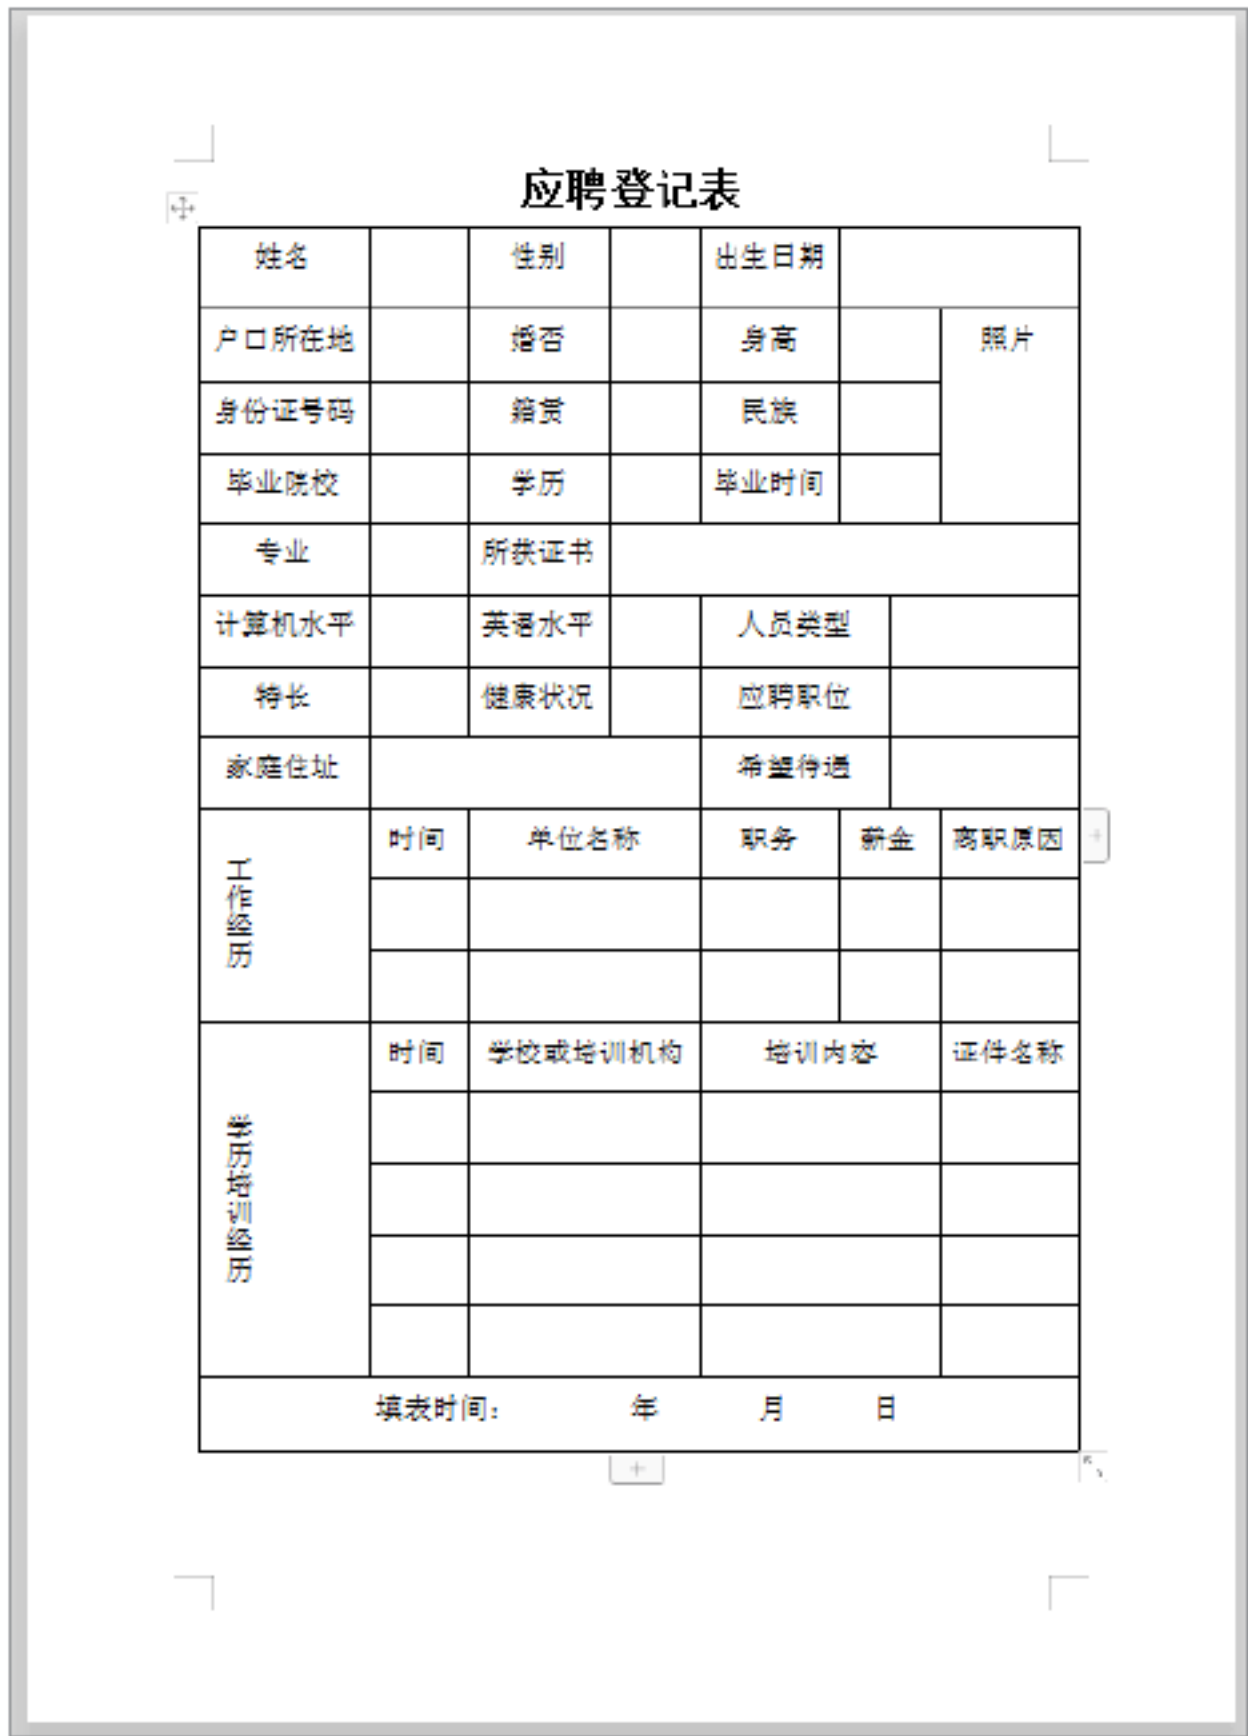 应聘登记表
姓名 性别 出生日期
户口所在地 婚否 身高 照片
身份证号码 籍贯 民族
毕业院校 学历 毕业时间
专业 所获证书
计算机水平 英语水平 人员类型
特长 健康状况 应聘职位
家庭住址 希望待遇
工作经历
时间 单位名称 职务 薪金 离职原因
学历培训经历
时间 学校或培训机构 培训内容 证件名称
填表时间： 年 月 日